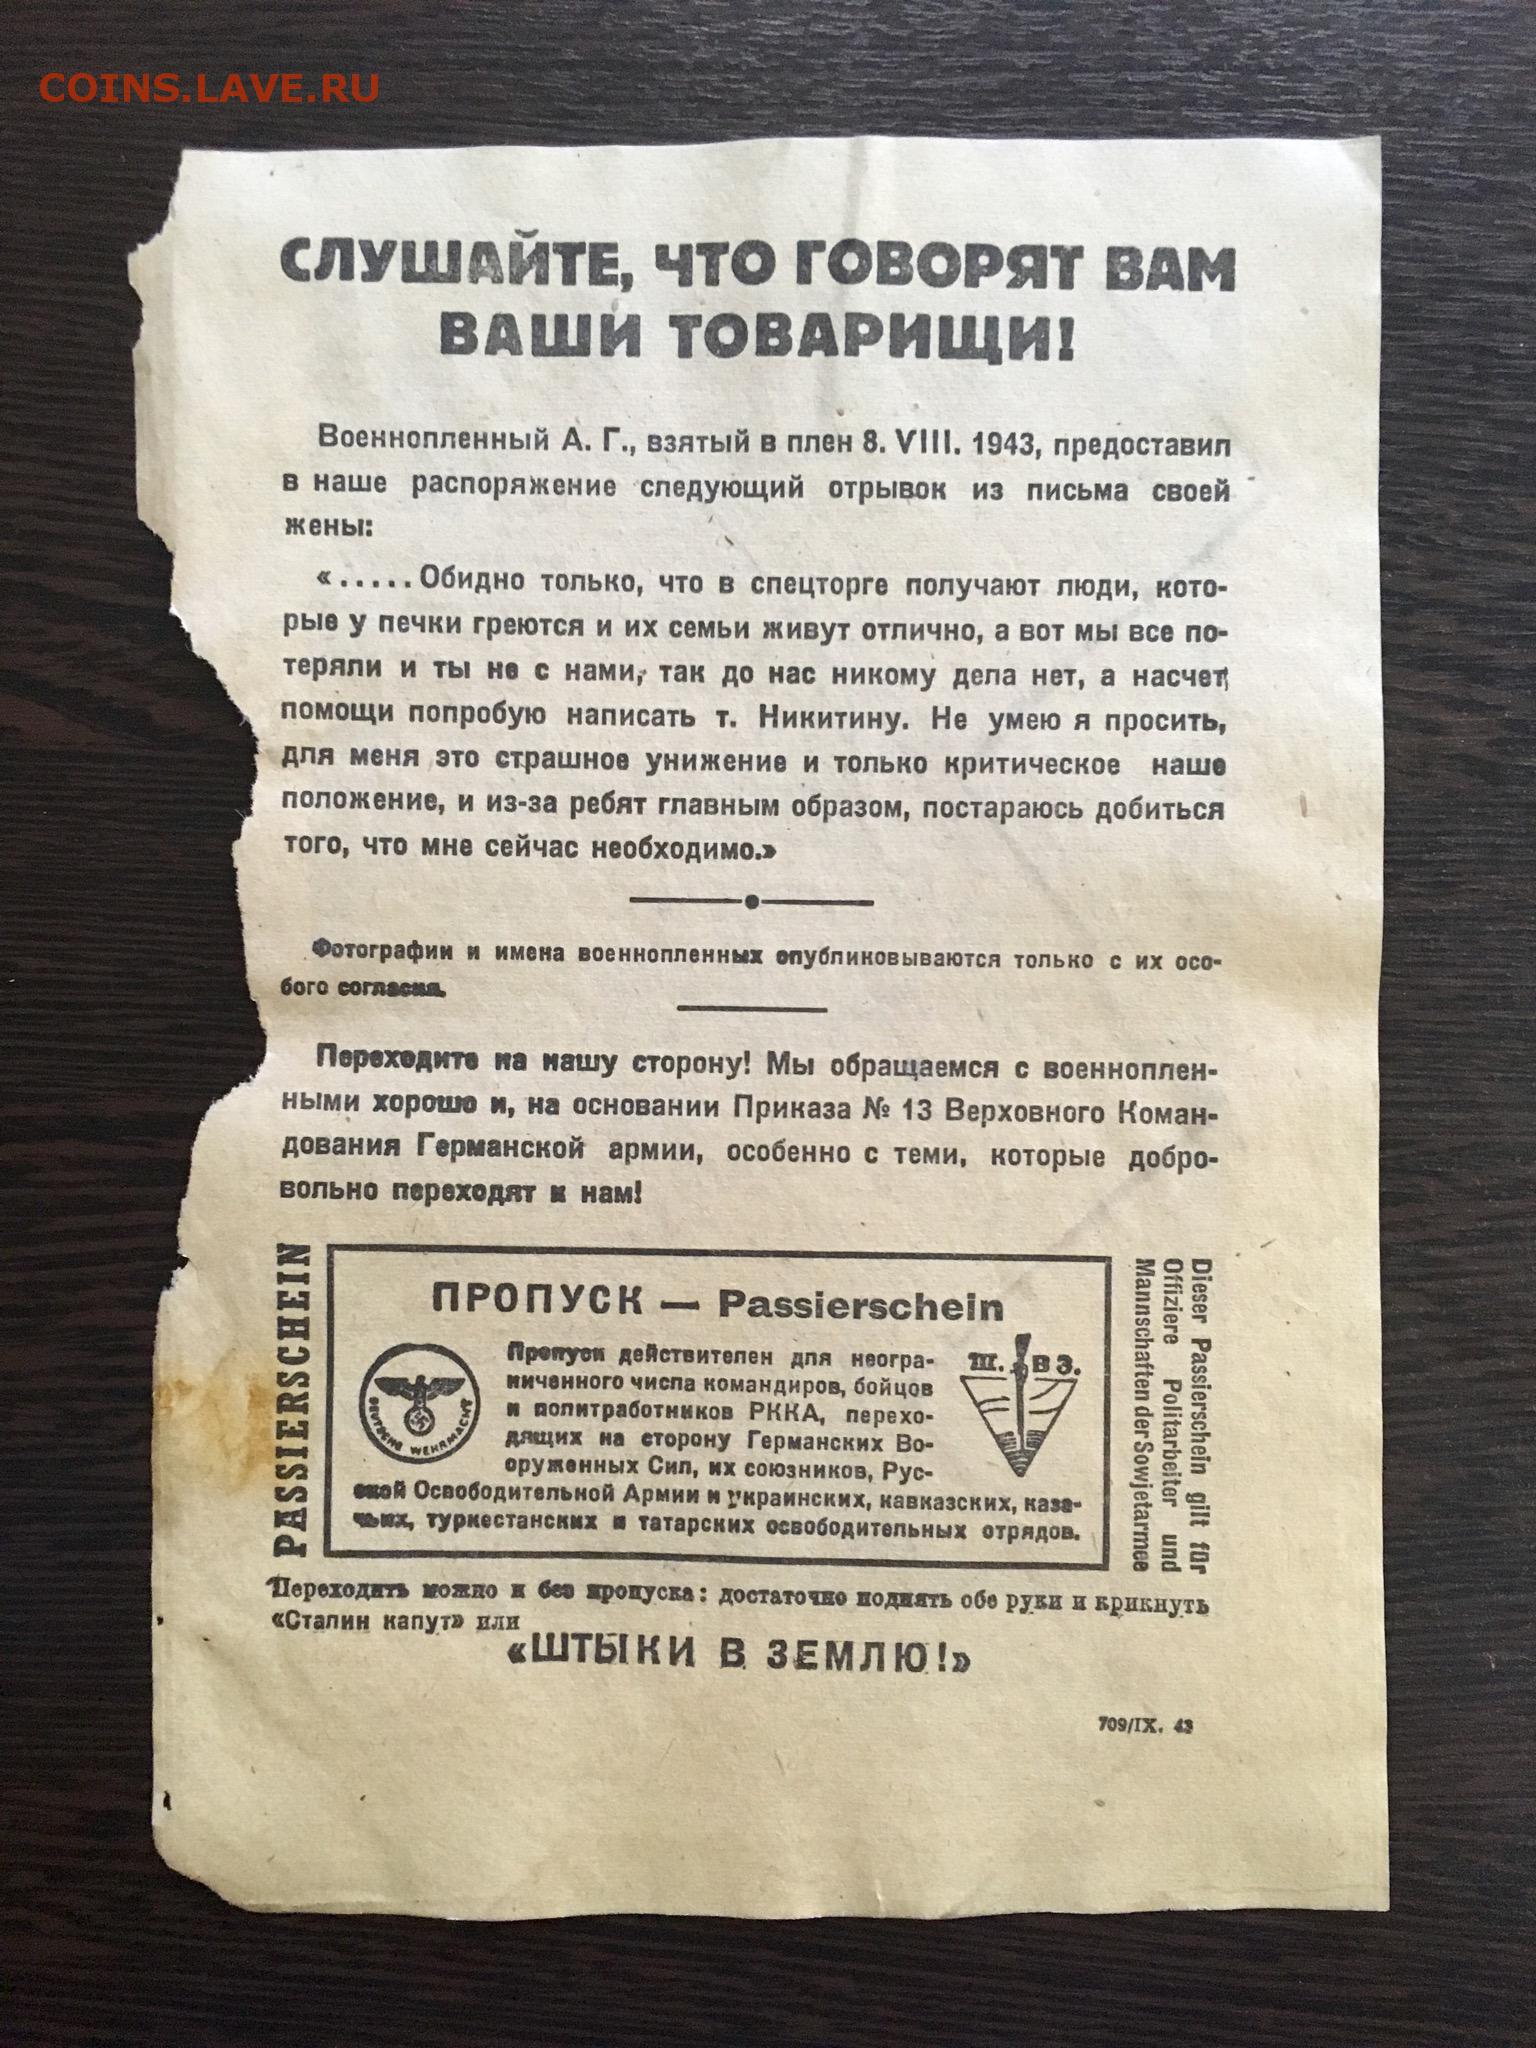 COINS.LAVE.RU
СЛУШАЙТЕ, ЧТО ГОВОРЯТ ВАМ
ВАШИ ТОВАРИЩИ!
Военнопленный А. Г., взятый в плен 8. VIII. 1943, предоставил
в наше распоряжение следующий отрывок из письма своей
жены:
«.....Обидно только, что в спецторге получают люди, кото-
рые у печки греются и их семьи живут отлично, а вот мы все по-
теряли и ты не с нами, так до нас никому дела нет, а насчет
помощи попробую написать т. Никитину. Не умею я просить,
для меня это страшное унижение и только критическое наше
положение, и из-за ребят главным образом, постараюсь добиться
того, что мне сейчас необходимо.»
Фотографии и имена военнопленных опубликовываются только с их осо-
бого согласия.
Переходите на нашу сторону! Мы обращаемся с военноплен-
ными хорошо и, на основании Приказа № 13 Верховного Коман-
дования Германской армии, особенно с теми, которые добро-
вольно переходят к нам!
PASSIERSCHEIN
ПРОПУСК — Passierschein
DEUTSCHE WEHRMACHT
Пропуск действителен для неогра-
ниченного числа командиров, бойцов
и политработников РККА, перехо-
дящих на сторону Германских Во-
оруженных Сил, их союзников, Рус-
ской Освободительной Армии и украинских, кавказских, каза-
чьих, туркестанских и татарских освободительных отрядов.
Ш. В З.
Dieser Passierschein gilt für
Offiziere Politarbeiter und
Mannschaften der Sowjetarmee
Переходить можно и без пропуска: достаточно поднять обе руки и крикнуть
«Сталин капут» или
«ШТЫКИ В ЗЕМЛЮ!»
709/IX. 43